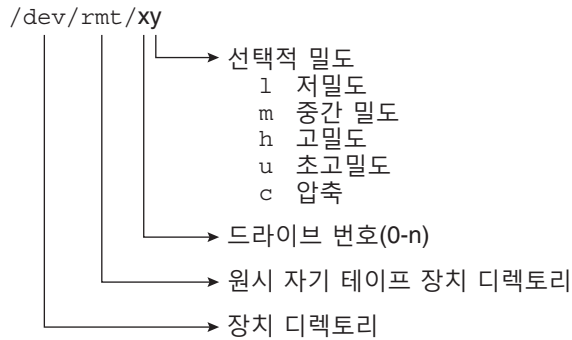 /dev/rmt/xy
선택적 밀도
l 저밀도
m 중간 밀도
h 고밀도
u 초고밀도
c 압축
드라이브 번호(0-n)
원시 자기 테이프 장치 디렉토리
장치 디렉토리